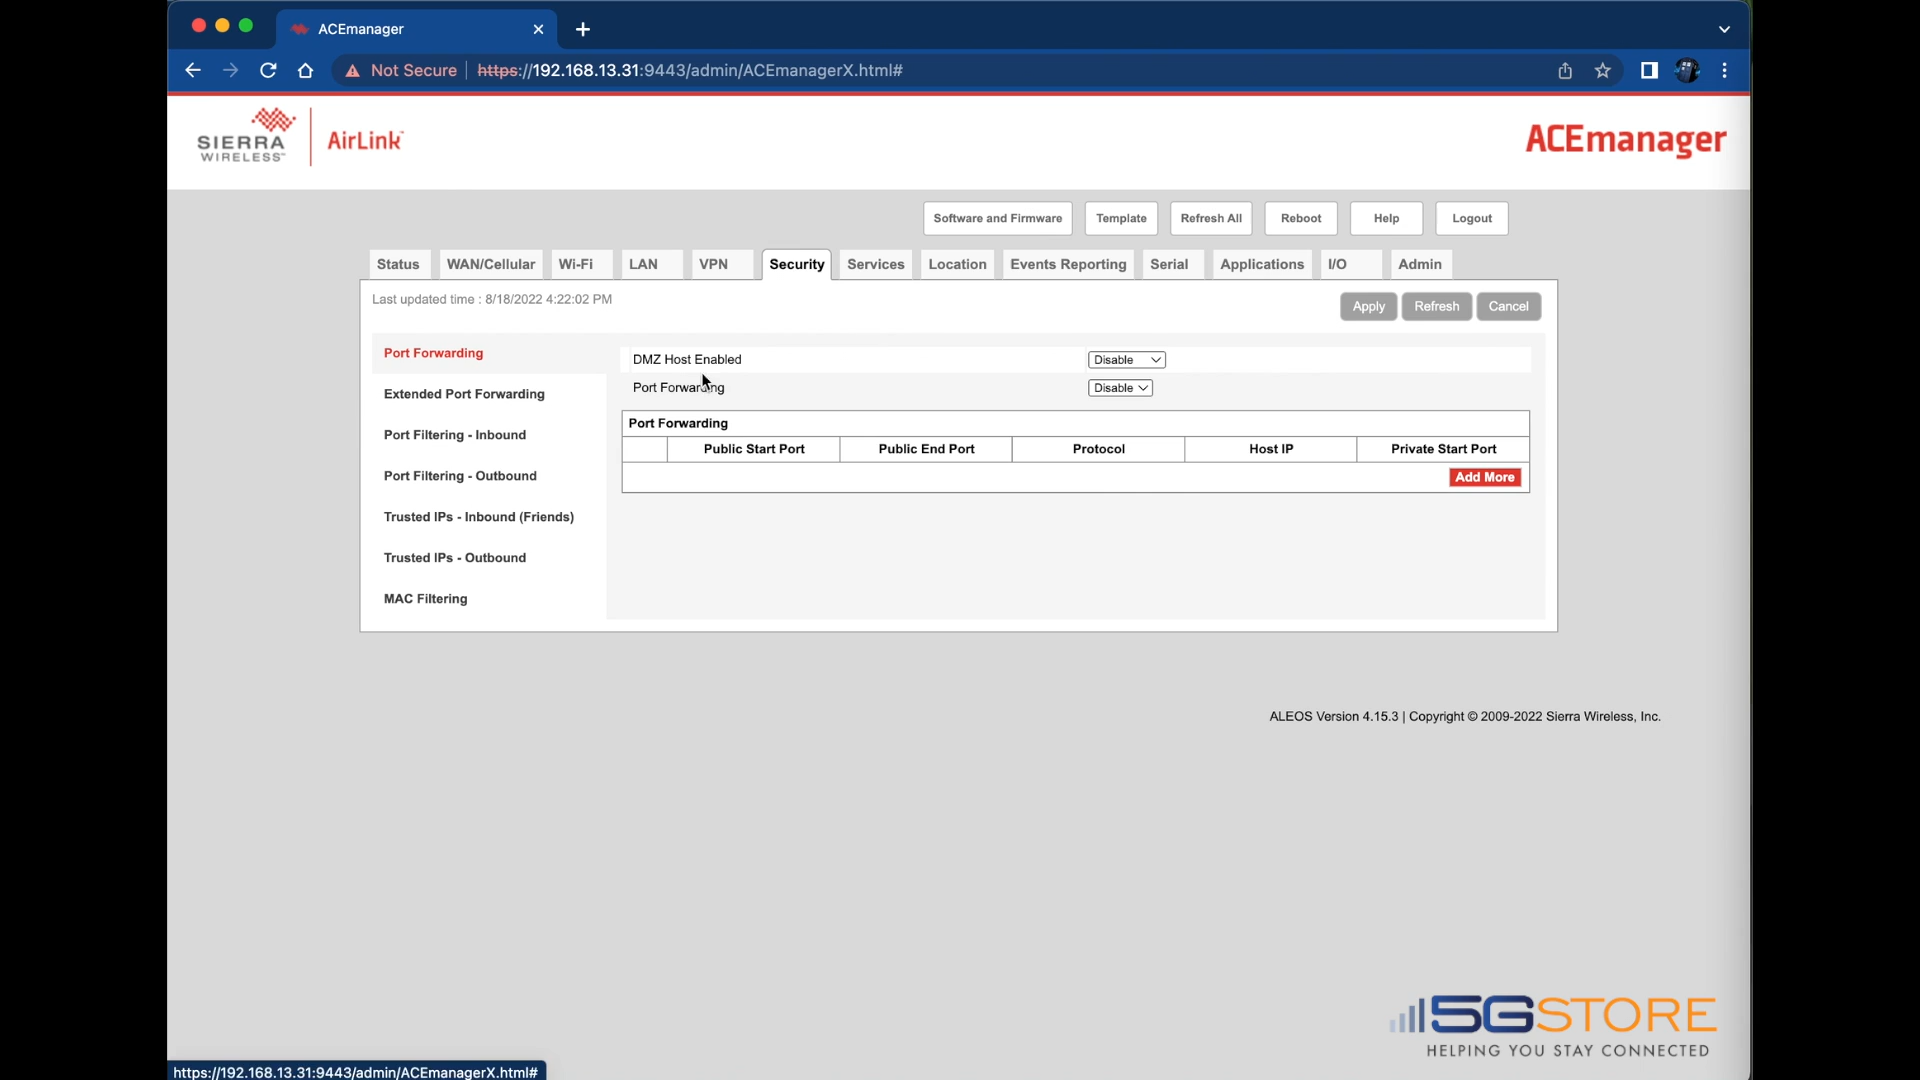 ACEmanager
Not Secure https://192.168.13.31:9443/admin/ACEmanagerX.html#
SIERRA
WIRELESS™
AirLink™
ACEmanager
Software and Firmware Template Refresh All Reboot Help Logout
Status WAN/Cellular Wi-Fi LAN VPN Security Services Location Events Reporting Serial Applications I/O Admin
Last updated time : 8/18/2022 4:22:02 PM
Apply Refresh Cancel
Port Forwarding
Extended Port Forwarding
Port Filtering - Inbound
Port Filtering - Outbound
Trusted IPs - Inbound (Friends)
Trusted IPs - Outbound
MAC Filtering
DMZ Host Enabled Disable
Port Forwarding Disable
Port Forwarding
Public Start Port Public End Port Protocol Host IP Private Start Port
Add More
ALEOS Version 4.15.3 | Copyright © 2009-2022 Sierra Wireless, Inc.
5GSTORE
HELPING YOU STAY CONNECTED
https://192.168.13.31:9443/admin/ACEmanagerX.html#